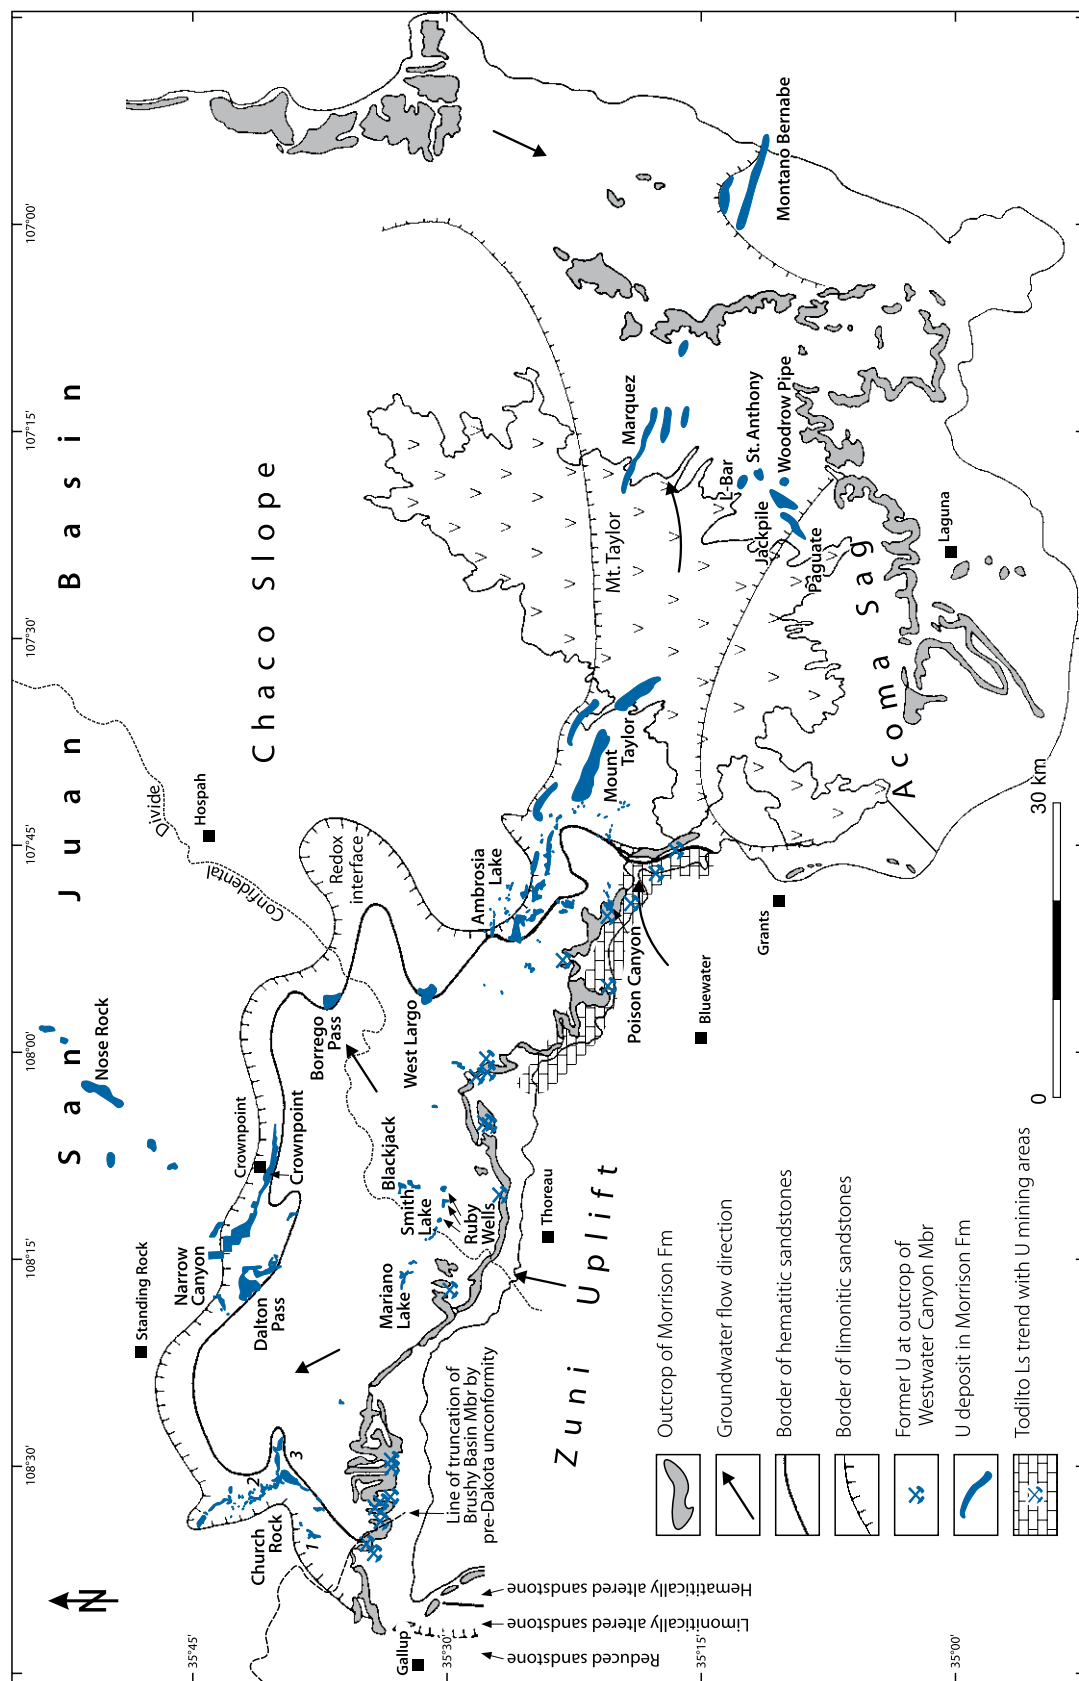 San Juan Basin
Chaco Slope
Zuni Uplift
Acoma Sag
N
107°00'
107°15'
107°30'
107°45'
108°00'
108°15'
108°30'
35°45'
35°30'
35°15'
35°00'
Montano Bernabe
Marquez
St. Anthony
Woodrow Pipe
L-Bar
Jackpile
Paguate
Laguna
Mt. Taylor
Mount
Taylor
Hospah
Confidental
Divide
Redox
interface
Ambrosia
Lake
Poison Canyon
Grants
Bluewater
Nose Rock
Borrego
Pass
West Largo
Crownpoint
Crownpoint
Blackjack
Smith
Lake
Ruby
Wells
Thoreau
Mariano
Lake
Narrow
Canyon
Standing Rock
Dalton
Pass
Church
Rock
1
2
3
Line of truncation of
Brushy Basin Mbr by
pre-Dakota unconformity
Gallup
Hematitically altered sandstone
Limonitically altered sandstone
Reduced sandstone
0
30 km
Outcrop of Morrison Fm
Groundwater flow direction
Border of hematitic sandstones
Border of limonitic sandstones
Former U at outcrop of
Westwater Canyon Mbr
U deposit in Morrison Fm
Todilto Ls trend with U mining areas